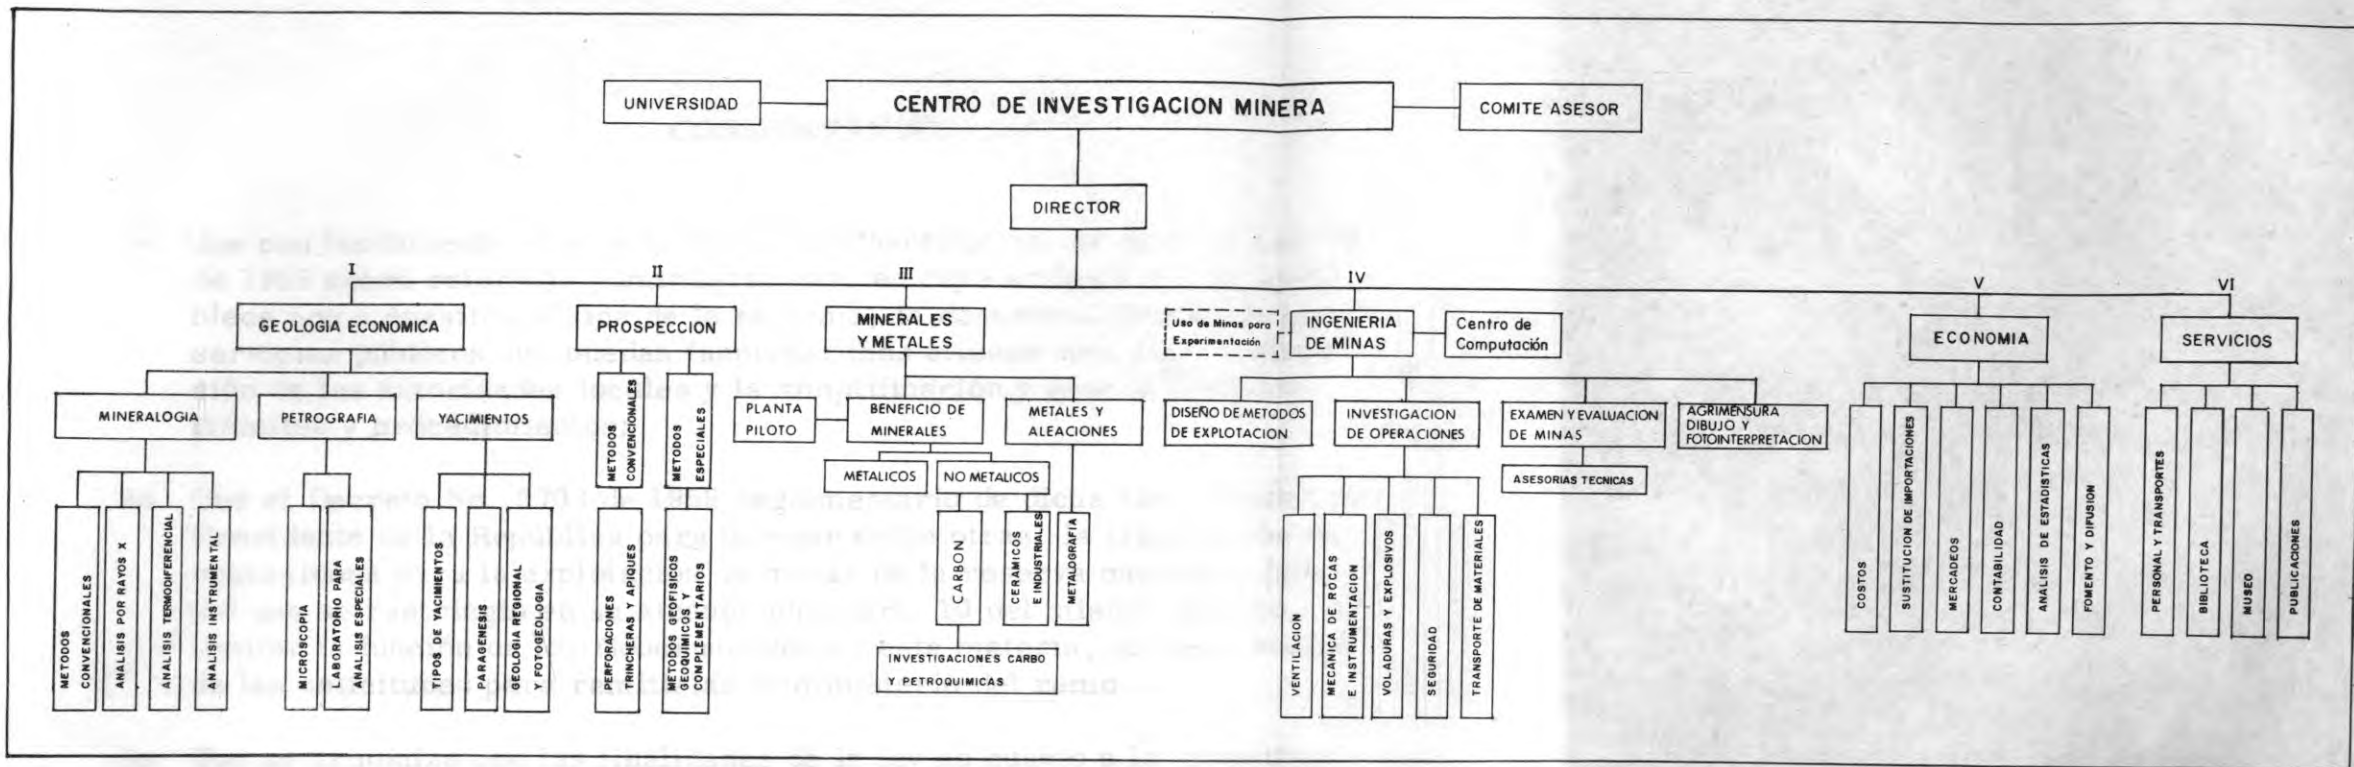 UNIVERSIDAD
CENTRO DE INVESTIGACION MINERA
COMITE ASESOR
DIRECTOR
I
II
III
IV
V
VI
GEOLOGIA ECONOMICA
PROSPECCION
MINERALES
Y METALES
Uso de Minas para
Experimentación
INGENIERIA
DE MINAS
Centro de
Computación
ECONOMIA
SERVICIOS
MINERALOGIA
PETROGRAFIA
YACIMIENTOS
METODOS
CONVENCIONALES
METODOS
ESPECIALES
PLANTA
PILOTO
BENEFICIO DE
MINERALES
METALES Y
ALEACIONES
DISEÑO DE METODOS
DE EXPLOTACION
INVESTIGACION
DE OPERACIONES
EXAMEN Y EVALUACION
DE MINAS
AGRIMENSURA
DIBUJO Y
FOTOINTERPRETACION
METALICOS
NO METALICOS
ASESORIAS TECNICAS
METODOS
CONVENCIONALES
ANALISIS POR RAYOS X
ANALISIS TERMODIFERENCIAL
ANALISIS INSTRUMENTAL
MICROSCOPIA
LABORATORIO PARA
ANALISIS ESPECIALES
TIPOS DE YACIMIENTOS
PARAGENESIS
GEOLOGIA REGIONAL
Y FOTOGEOLOGIA
PERFORACIONES
TRINCHERAS APIQUES
METODOS GEOFISICOS
GEOQUIMICOS Y
COMPLEMENTARIOS
CARBON
CERAMICOS
E INDUSTRIALES
METALOGRAFIA
INVESTIGACIONES CARBO
Y PETROQUIMICAS
VENTILACION
MECANICA DE ROCAS
E INSTRUMENTACION
VOLADURAS Y EXPLOSIVOS
SEGURIDAD
TRANSPORTE DE MATERIALES
COSTOS
SUSTITUCION DE IMPORTACIONES
MERCADEOS
CONTABILIDAD
ANALISIS DE ESTADISTICAS
FOMENTO Y DIFUSION
PERSONAL Y TRANSPORTES
BIBLIOTECA
MUSEO
PUBLICACIONES